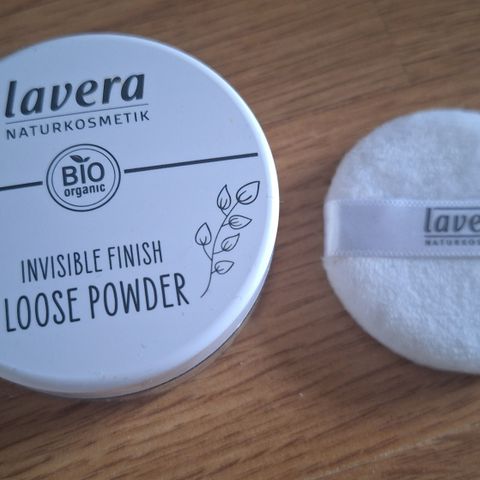 lavera
NATURKOSMETIK
BIO
organic
INVISIBLE FINISH
LOOSE POWDER
lave
NATURKOS